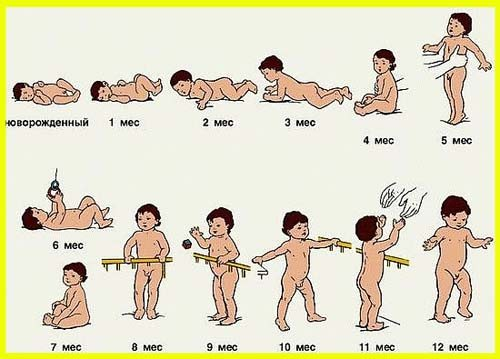 новорожденный
1 мес
2 мес
3 мес
4 мес
5 мес
6 мес
7 мес
8 мес
9 мес
10 мес
11 мес
12 мес